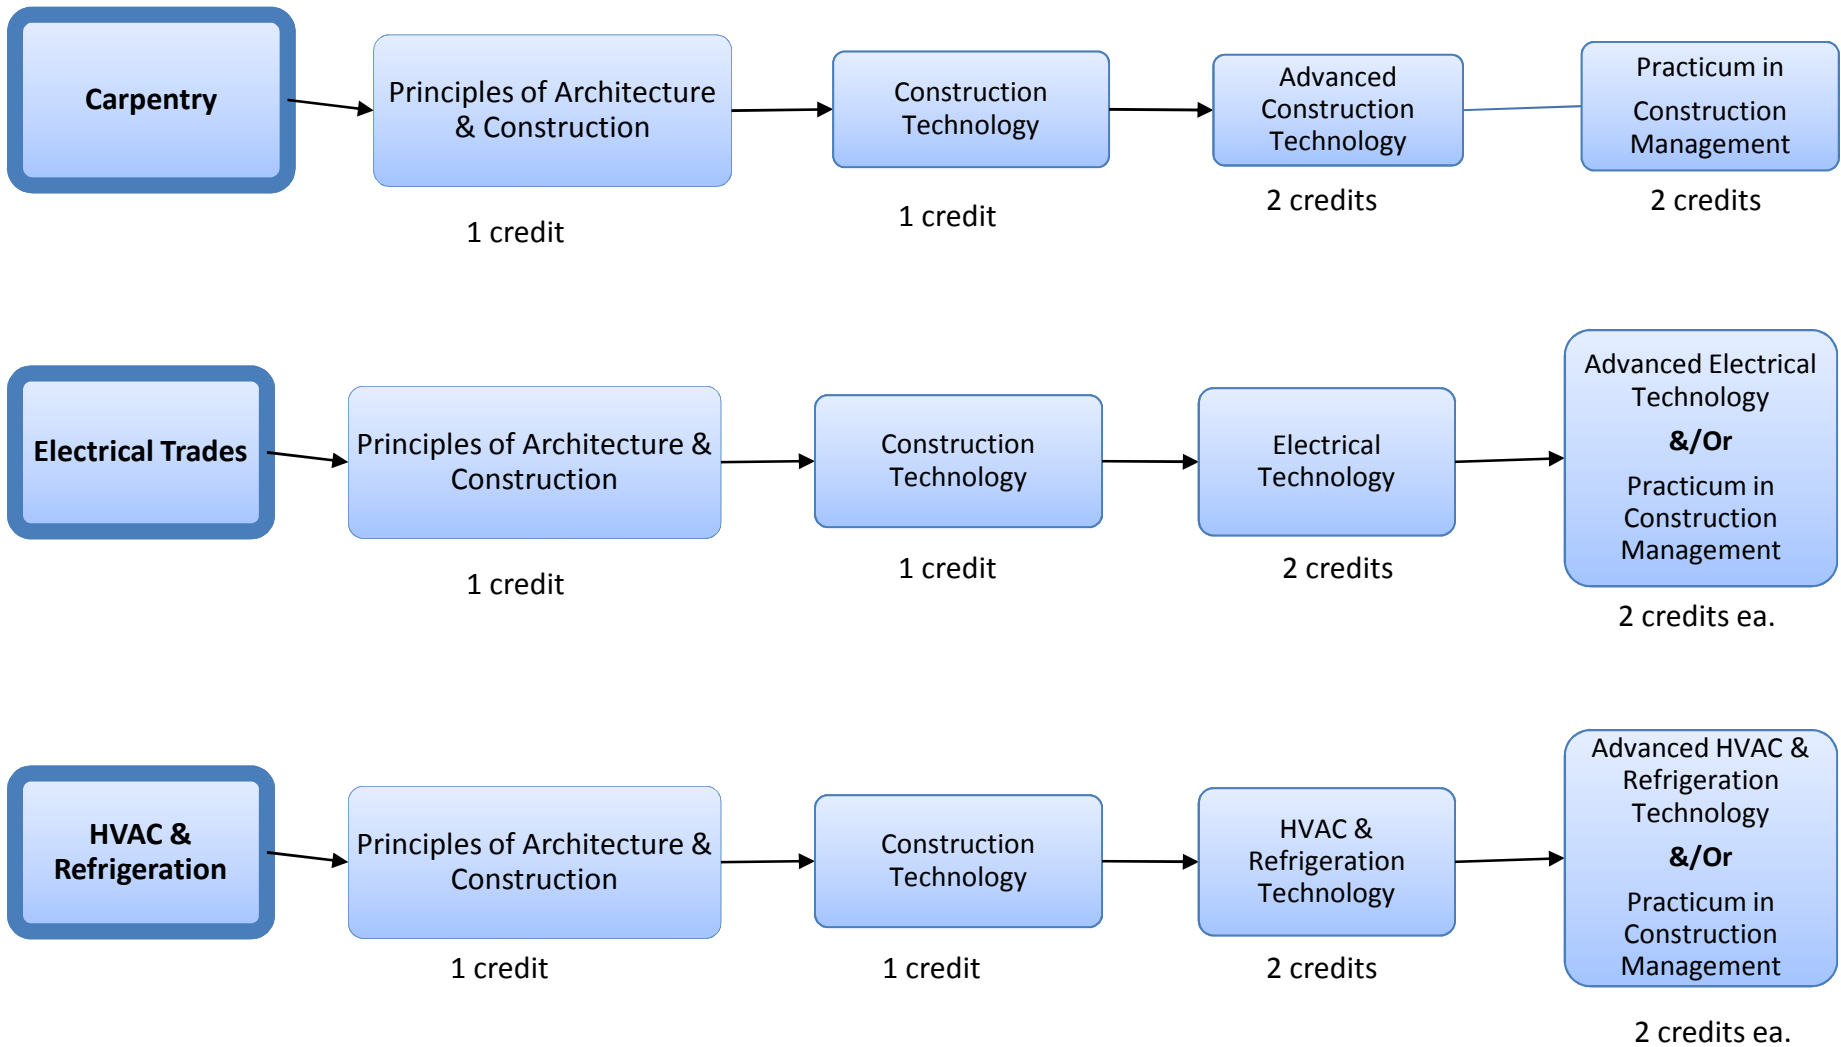 Carpentry
Principles of Architecture
& Construction
1 credit
Construction
Technology
1 credit
Advanced
Construction
Technology
2 credits
Practicum in
Construction
Management
2 credits
Electrical Trades
Principles of Architecture &
Construction
1 credit
Construction
Technology
1 credit
Electrical
Technology
2 credits
Advanced Electrical
Technology
&/Or
Practicum in
Construction
Management
2 credits ea.
HVAC &
Refrigeration
Principles of Architecture &
Construction
1 credit
Construction
Technology
1 credit
HVAC &
Refrigeration
Technology
2 credits
Advanced HVAC &
Refrigeration
Technology
&/Or
Practicum in
Construction
Management
2 credits ea.